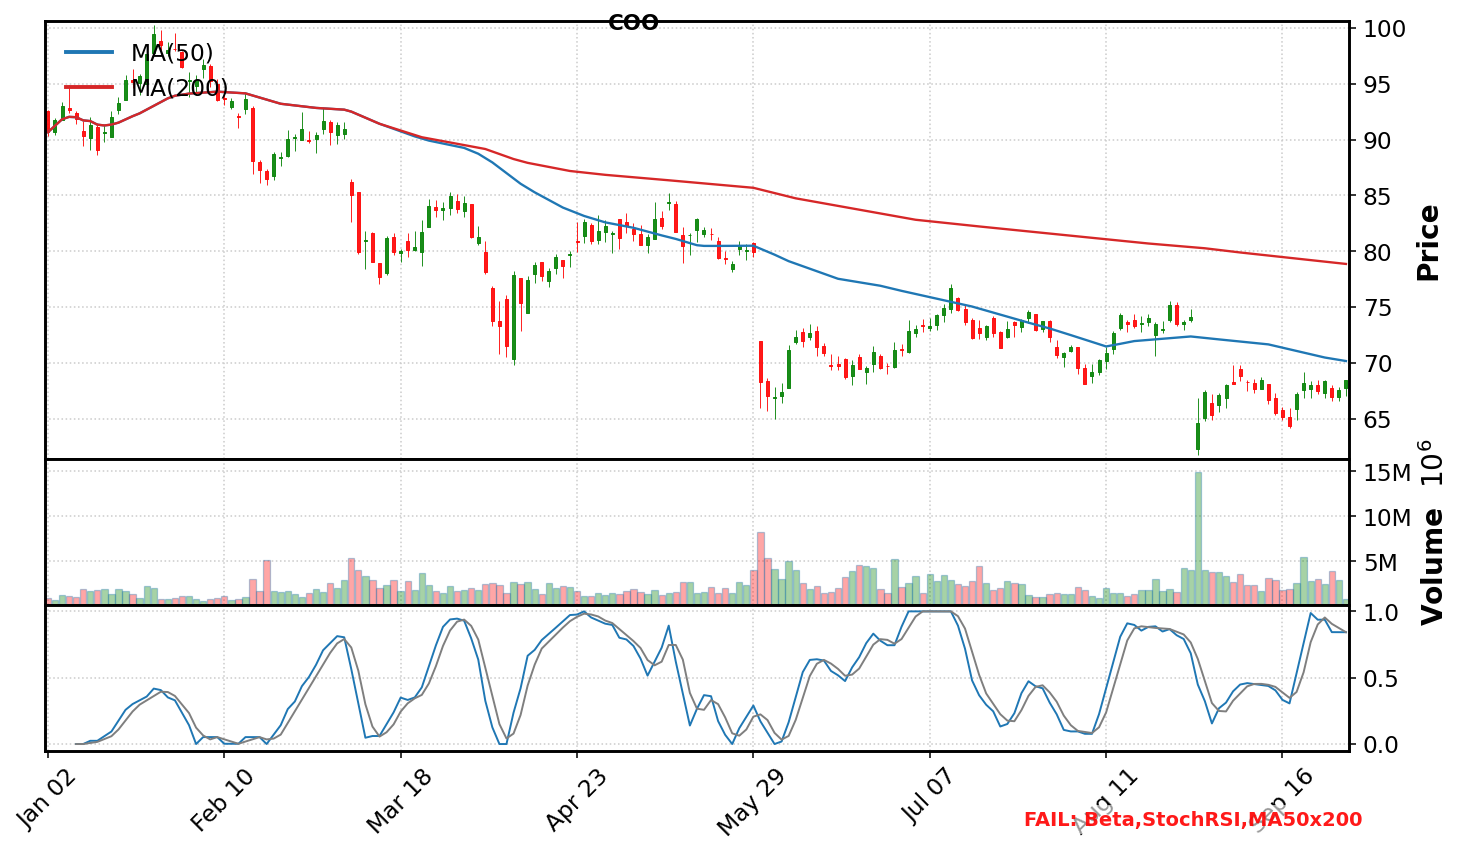 COO
MA(50)
MA(200)
100
95
90
85
80
75
70
65
Price
15M
10M
5M
Volume 10⁶
1.0
0.5
0.0
Jan 02
Feb 10
Mar 18
Apr 23
May 29
Jul 07
Aug 11
Sep 16
FAIL: Beta,StochRSI,MA50x200